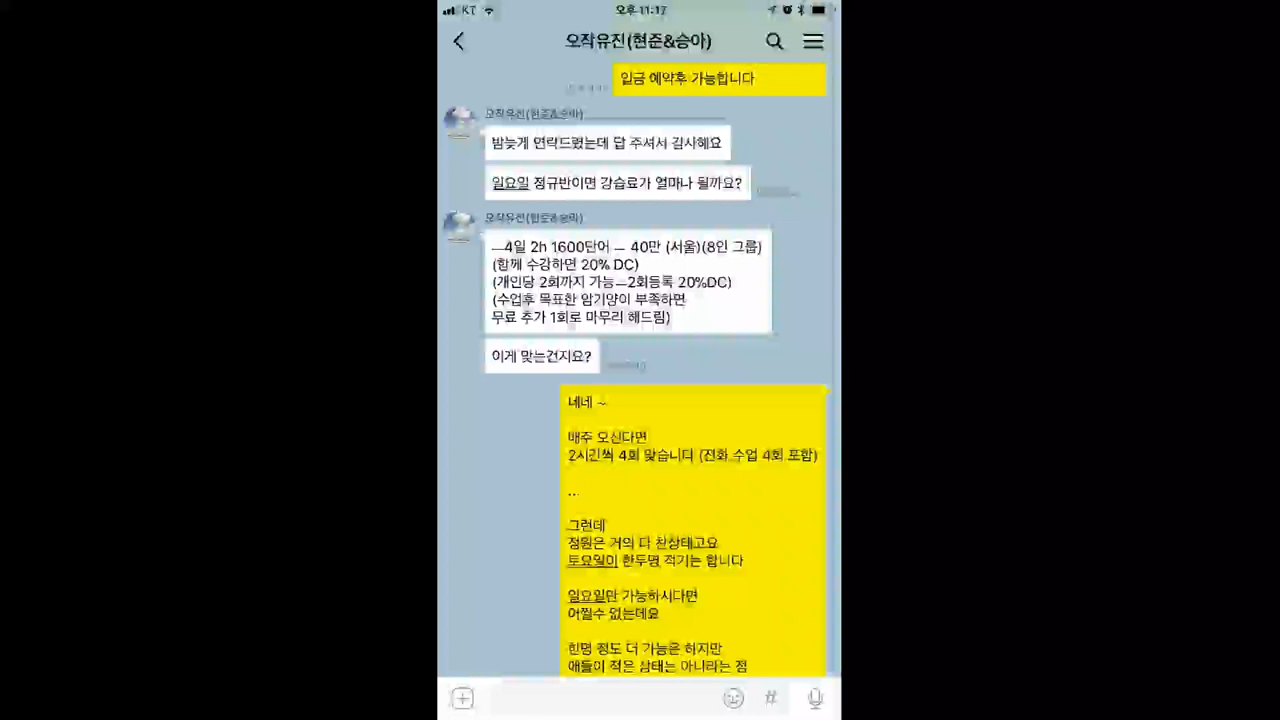 KT
오후 11:17
오작유진(현준&승아)
입금 예약후 가능합니다
오작유진(현준&승아)
밤늦게 연락드렸는데 답 주셔서 감사해요
일요일 정규반이면 강습료가 얼마나 될까요?
오작유진(현준&승아)
—4일 2h 1600단어 — 40만 (서울)(8인 그룹)
(함께 수강하면 20% DC)
(개인당 2회까지 가능—2회등록 20%DC)
(수업후 목표한 암기양이 부족하면
무료 추가 1회로 마무리 해드림)
이게 맞는건지요?
네네 ~
매주 오신다면
2시간씩 4회 맞습니다 (전화 수업 4회 포함)
...
그런데
정원은 거의 다 찬상태고요
토요일이 한두명 적기는 합니다
일요일만 가능하시다면
어쩔수 없는데요
한명 정도 더 가능은 하지만
애들이 적은 상태는 아니라는 점
#